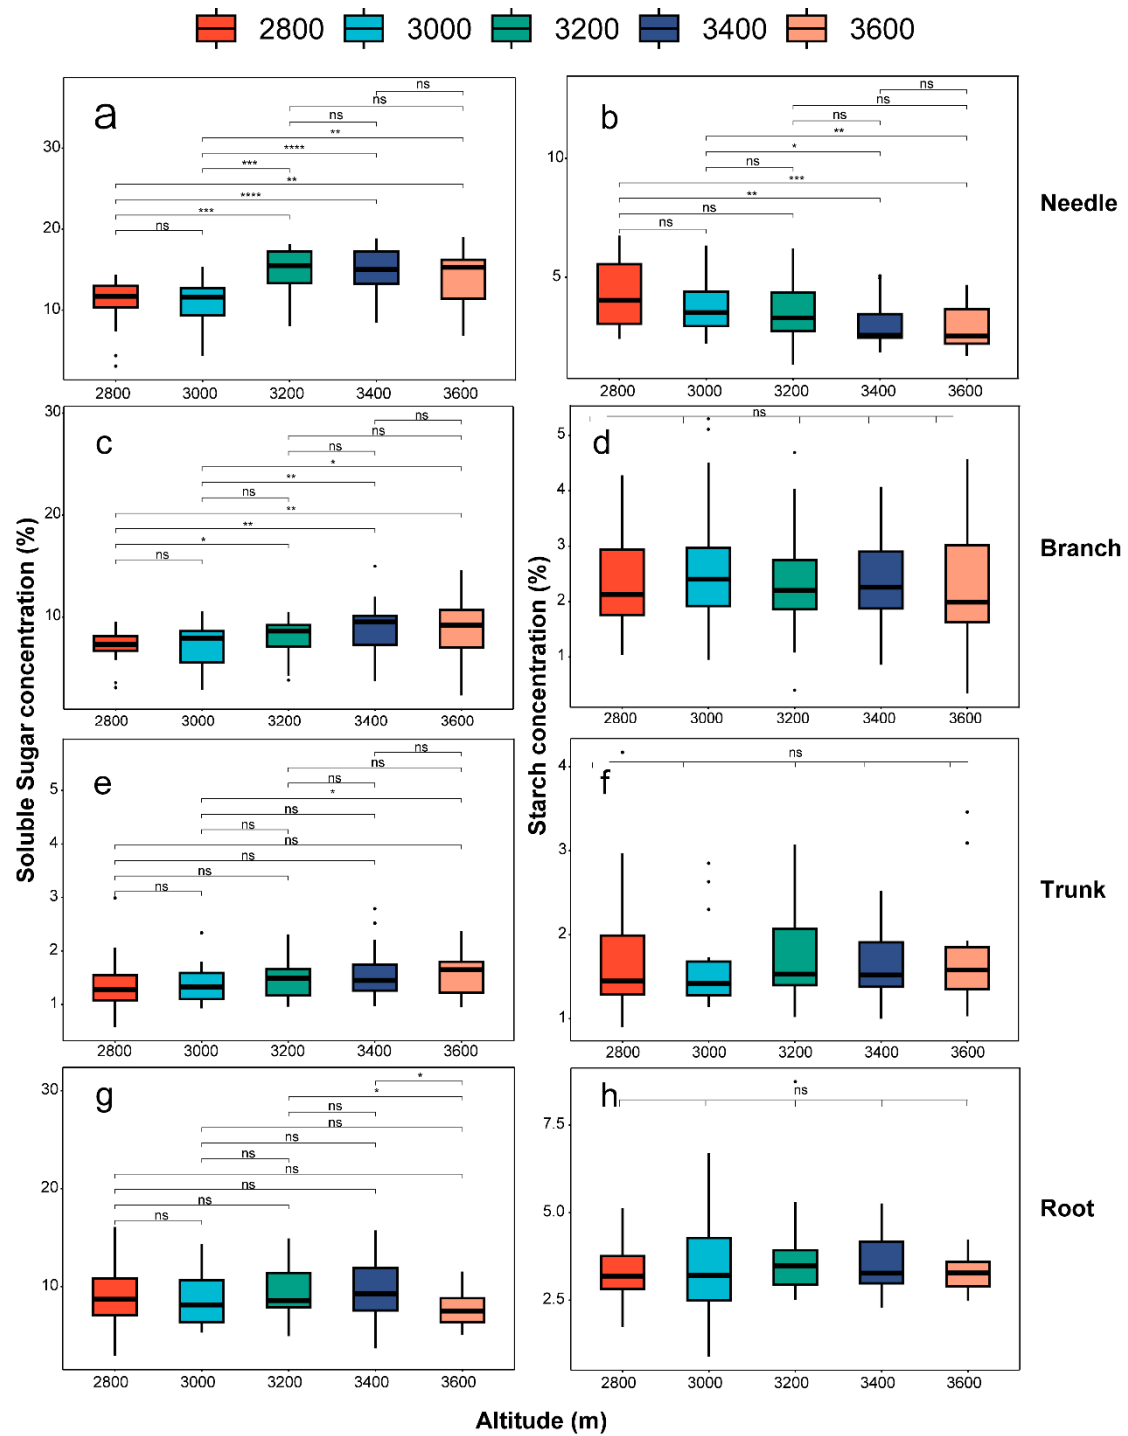 2800 3000 3200 3400 3600
a
ns
ns
ns
**
****
***
**
****
***
ns
30
20
10
2800 3000 3200 3400 3600
b
ns
ns
ns
**
*
ns
***
**
ns
ns
10
5
2800 3000 3200 3400 3600
Needle
c
ns
ns
ns
*
**
ns
**
**
*
ns
30
20
10
2800 3000 3200 3400 3600
d
ns
5
4
3
2
1
2800 3000 3200 3400 3600
Branch
Soluble Sugar concentration (%)
Starch concentration (%)
e
ns
ns
ns
*
ns
ns
ns
ns
ns
ns
5
4
3
2
1
2800 3000 3200 3400 3600
f
ns
4
3
2
1
2800 3000 3200 3400 3600
Trunk
g
*
*
ns
ns
ns
ns
ns
ns
ns
ns
30
20
10
2800 3000 3200 3400 3600
h
ns
7.5
5.0
2.5
2800 3000 3200 3400 3600
Root
Altitude (m)